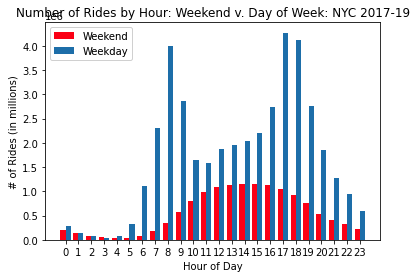 Number of Rides by Hour: Weekend v. Day of Week: NYC 2017-19
1e6
Weekend
Weekday
4.0
3.5
3.0
2.5
2.0
1.5
1.0
0.5
0.0
# of Rides (in millions)
0 1 2 3 4 5 6 7 8 9 10 11 12 13 14 15 16 17 18 19 20 21 22 23
Hour of Day